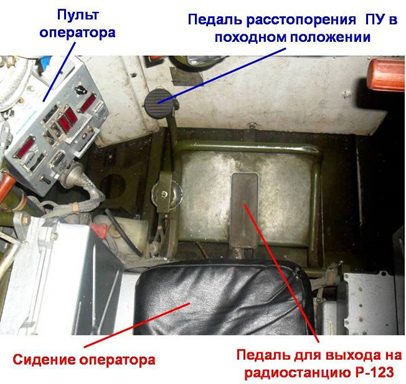 Пульт
оператора
Педаль расстопорения ПУ в
походном положении
Сидение оператора
Педаль для выхода на
радиостанцию Р-123